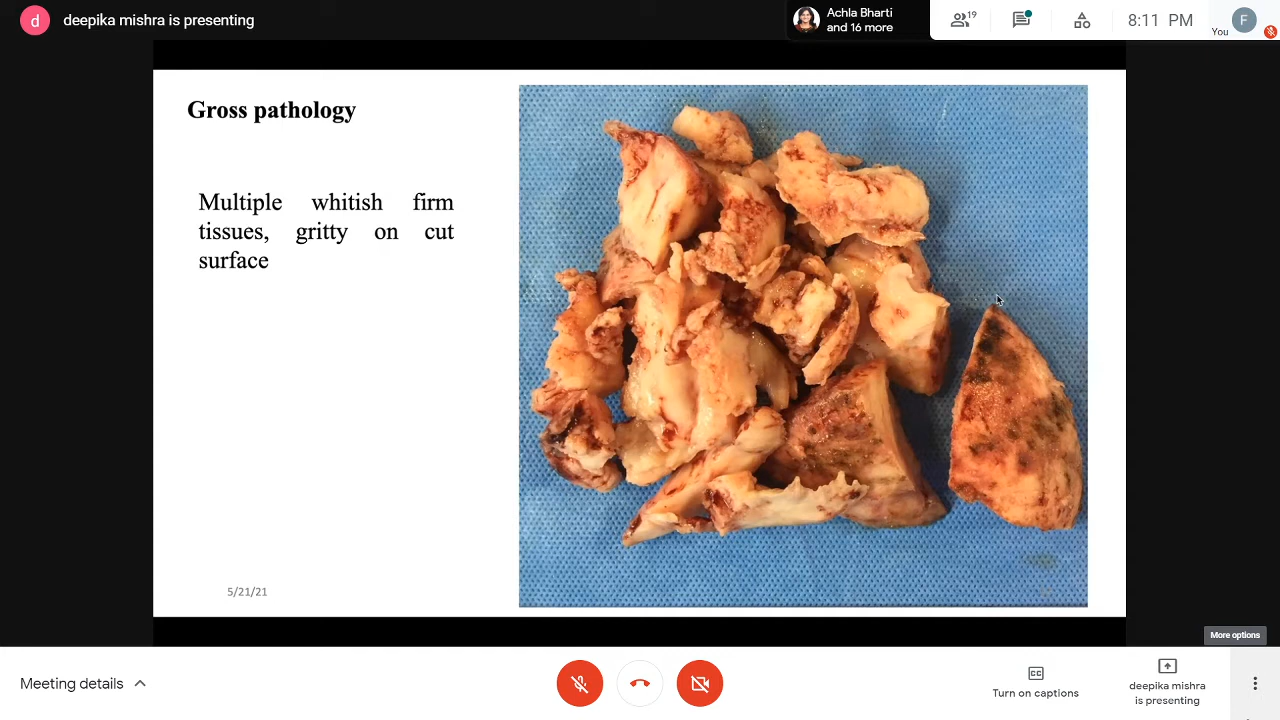 d deepika mishra is presenting
Achla Bharti
and 16 more
19
8:11 PM
You
F
Gross pathology
Multiple whitish firm
tissues, gritty on cut
surface
5/21/21
More options
Meeting details
CC
Turn on captions
deepika mishra
is presenting